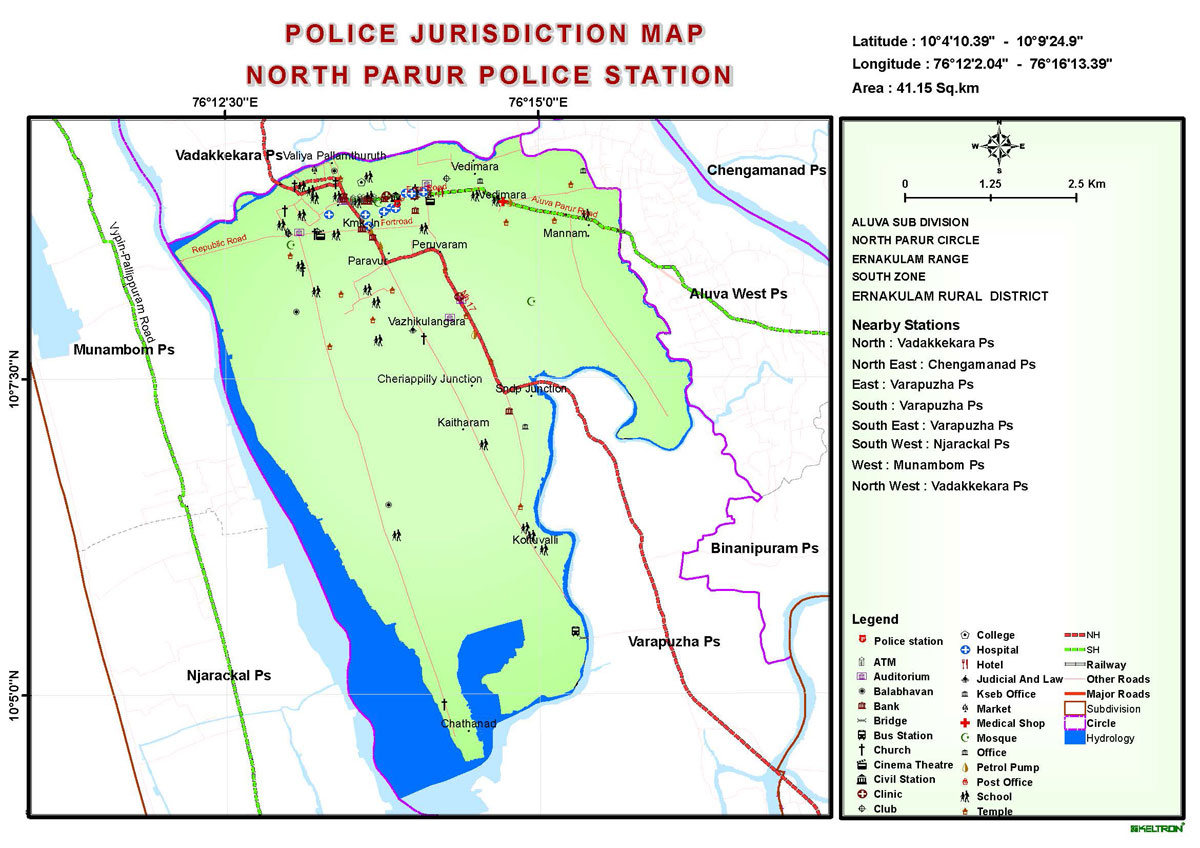 POLICE JURISDICTION MAP
NORTH PARUR POLICE STATION
Latitude : 10°4'10.39" - 10°9'24.9"
Longitude : 76°12'2.04" - 76°16'13.39"
Area : 41.15 Sq.km
76°12'30"E
76°15'0"E
10°7'30"N
10°5'0"N
Vadakkekara Ps
Valiya Pallamthuruth
Vedimara
Chengamanad Ps
Vedimara
Aluva Parur Road
Kmk Jn
Fortroad
Mannam
Republic Road
Peruvaram
Paravur
Vypin-Pallippuram Road
Aluva West Ps
Vazhikulangara
Munambom Ps
Cheriappilly Junction
Sndp Junction
Kaitharam
Kottuvalli
Binanipuram Ps
Varapuzha Ps
Njarackal Ps
Chathanad
N
W E
S
0 1.25 2.5 Km
ALUVA SUB DIVISION
NORTH PARUR CIRCLE
ERNAKULAM RANGE
SOUTH ZONE
ERNAKULAM RURAL DISTRICT
Nearby Stations
North : Vadakkekara Ps
North East : Chengamanad Ps
East : Varapuzha Ps
South : Varapuzha Ps
South East : Varapuzha Ps
South West : Njarackal Ps
West : Munambom Ps
North West : Vadakkekara Ps
Legend
Police station
ATM
Auditorium
Balabhavan
Bank
Bridge
Bus Station
Church
Cinema Theatre
Civil Station
Clinic
Club
College
Hospital
Hotel
Judicial And Law
Kseb Office
Market
Medical Shop
Mosque
Office
Petrol Pump
Post Office
School
Temple
NH
SH
Railway
Other Roads
Major Roads
Subdivision
Circle
Hydrology
KELTRON